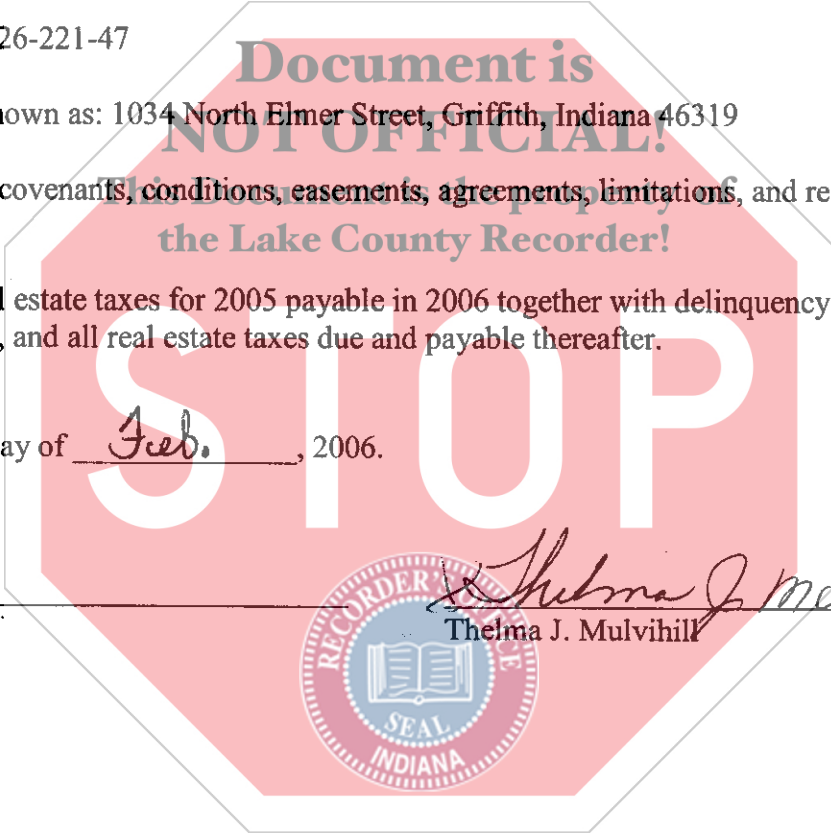 26-221-47
Document is
own as: 1034 North Elmer Street, Griffith, Indiana 46319
NOT OFFICIAL!
covenants, conditions, easements, agreements, limitations, and re
This Document is the property of
the Lake County Recorder!
estate taxes for 2005 payable in 2006 together with delinquency
, and all real estate taxes due and payable thereafter.
STOP
ay of Feb. , 2006.
Thelma J. M
Thelma J. Mulvihill
RECORDER'S OFFICE
SEAL
INDIANA